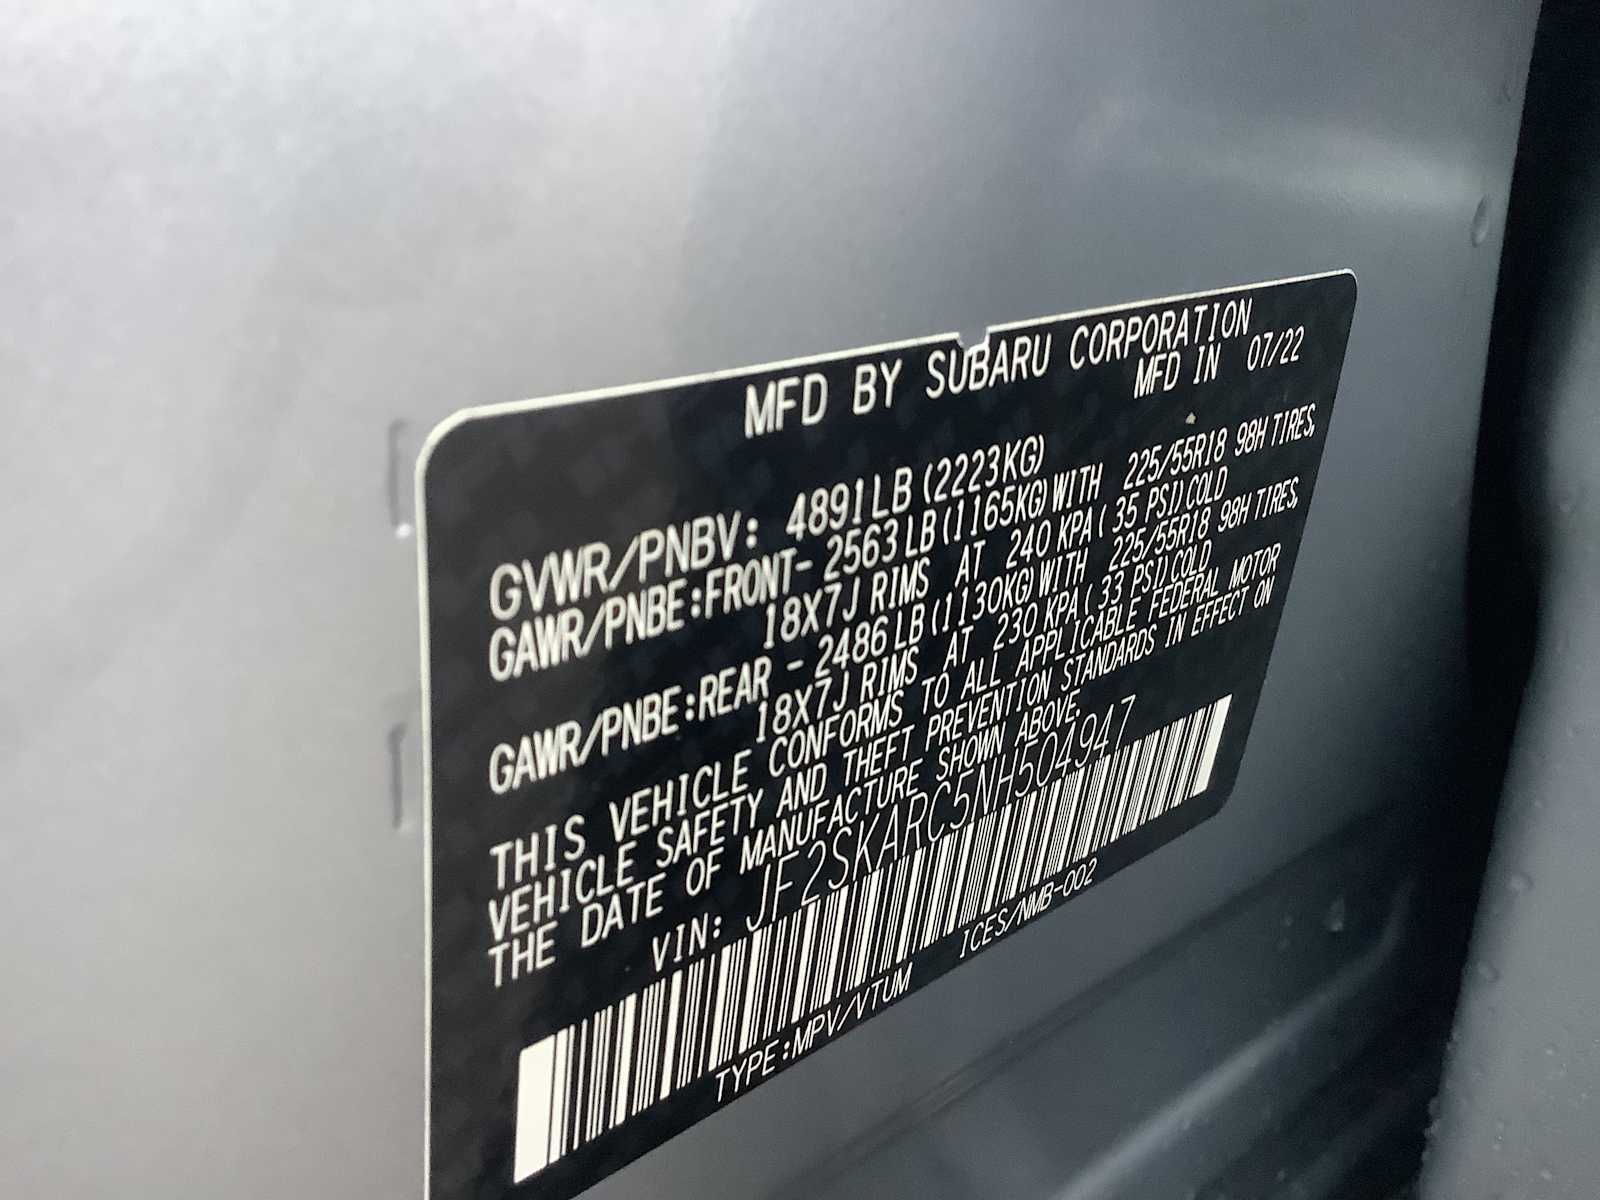 MFD BY SUBARU CORPORATION
MFD IN 07/22
GVWR/PNBV: 4891LB (2223KG)
GAWR/PNBE:FRONT- 2563LB (1165KG)WITH 225/55R18 98H TIRES,
18X7J RIMS AT 240 KPA( 35 PSI)COLD
GAWR/PNBE:REAR - 2486LB (1130KG)WITH 225/55R18 98H TIRES,
18X7J RIMS AT 230 KPA( 33 PSI)COLD
THIS VEHICLE CONFORMS TO ALL APPLICABLE FEDERAL MOTOR
VEHICLE SAFETY AND THEFT PREVENTION STANDARDS IN EFFECT ON
THE DATE OF MANUFACTURE SHOWN ABOVE.
VIN: JF2SKARC5NH504947
TYPE:MPV/VTUM ICES/NMB-002